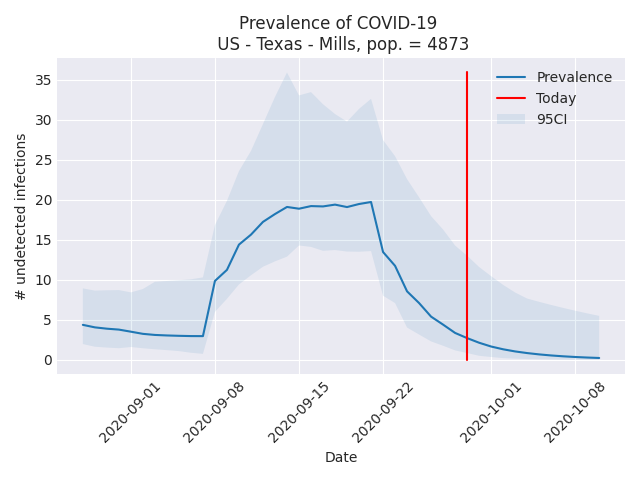 Prevalence of COVID-19
US - Texas - Mills, pop. = 4873
Prevalence
Today
95CI
# undetected infections
35
30
25
20
15
10
5
0
2020-09-01
2020-09-08
2020-09-15
2020-09-22
2020-10-01
2020-10-08
Date